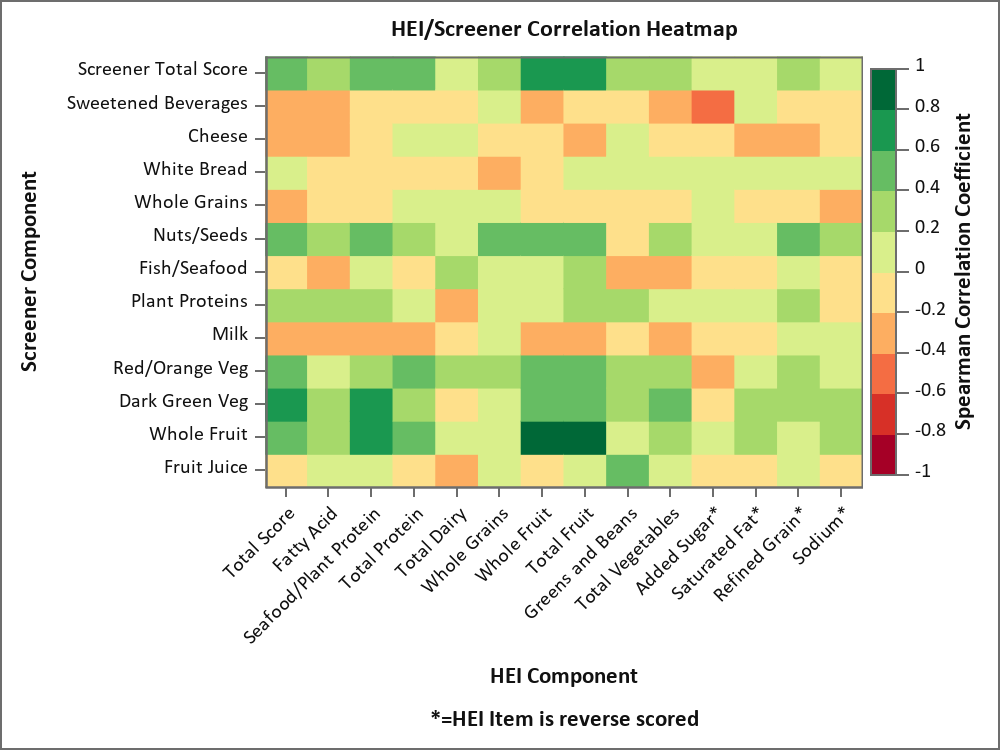 HEI/Screener Correlation Heatmap
Screener Component
Screener Total Score
Sweetened Beverages
Cheese
White Bread
Whole Grains
Nuts/Seeds
Fish/Seafood
Plant Proteins
Milk
Red/Orange Veg
Dark Green Veg
Whole Fruit
Fruit Juice
1
0.8
0.6
0.4
0.2
0
-0.2
-0.4
-0.6
-0.8
-1
Spearman Correlation Coefficient
Total Score
Fatty Acid
Seafood/Plant Protein
Total Protein
Total Dairy
Whole Grains
Whole Fruit
Total Fruit
Greens and Beans
Total Vegetables
Added Sugar*
Saturated Fat*
Refined Grain*
Sodium*
HEI Component
*=HEI Item is reverse scored